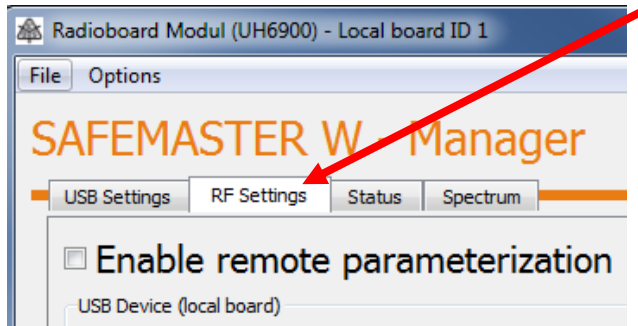 Radioboard Modul (UH6900) - Local board ID 1
File Options
SAFEMASTER W - Manager
USB Settings RF Settings Status Spectrum
Enable remote parameterization
USB Device (local board)